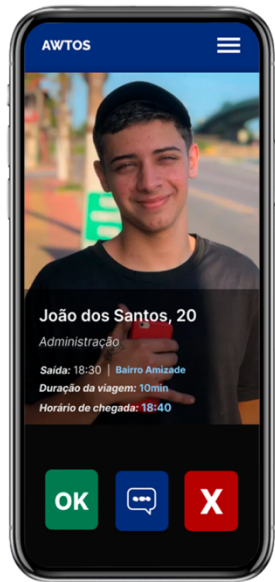 AWTOS
João dos Santos, 20
Administração
Saída: 18:30 | Bairro Amizade
Duração da viagem: 10min
Horário de chegada: 18:40
OK
X